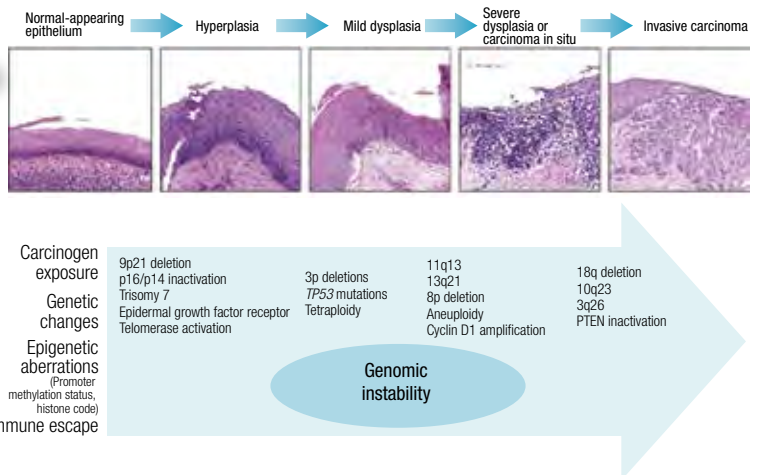 Normal-appearing
epithelium
Hyperplasia
Mild dysplasia
Severe
dysplasia or
carcinoma in situ
Invasive carcinoma
Carcinogen
exposure
Genetic
changes
Epigenetic
aberrations
(Promoter
methylation status,
histone code)
mmune escape
9p21 deletion
p16/p14 inactivation
Trisomy 7
Epidermal growth factor receptor
Telomerase activation
3p deletions
TP53 mutations
Tetraploidy
11q13
13q21
8p deletion
Aneuploidy
Cyclin D1 amplification
18q deletion
10q23
3q26
PTEN inactivation
Genomic
instability